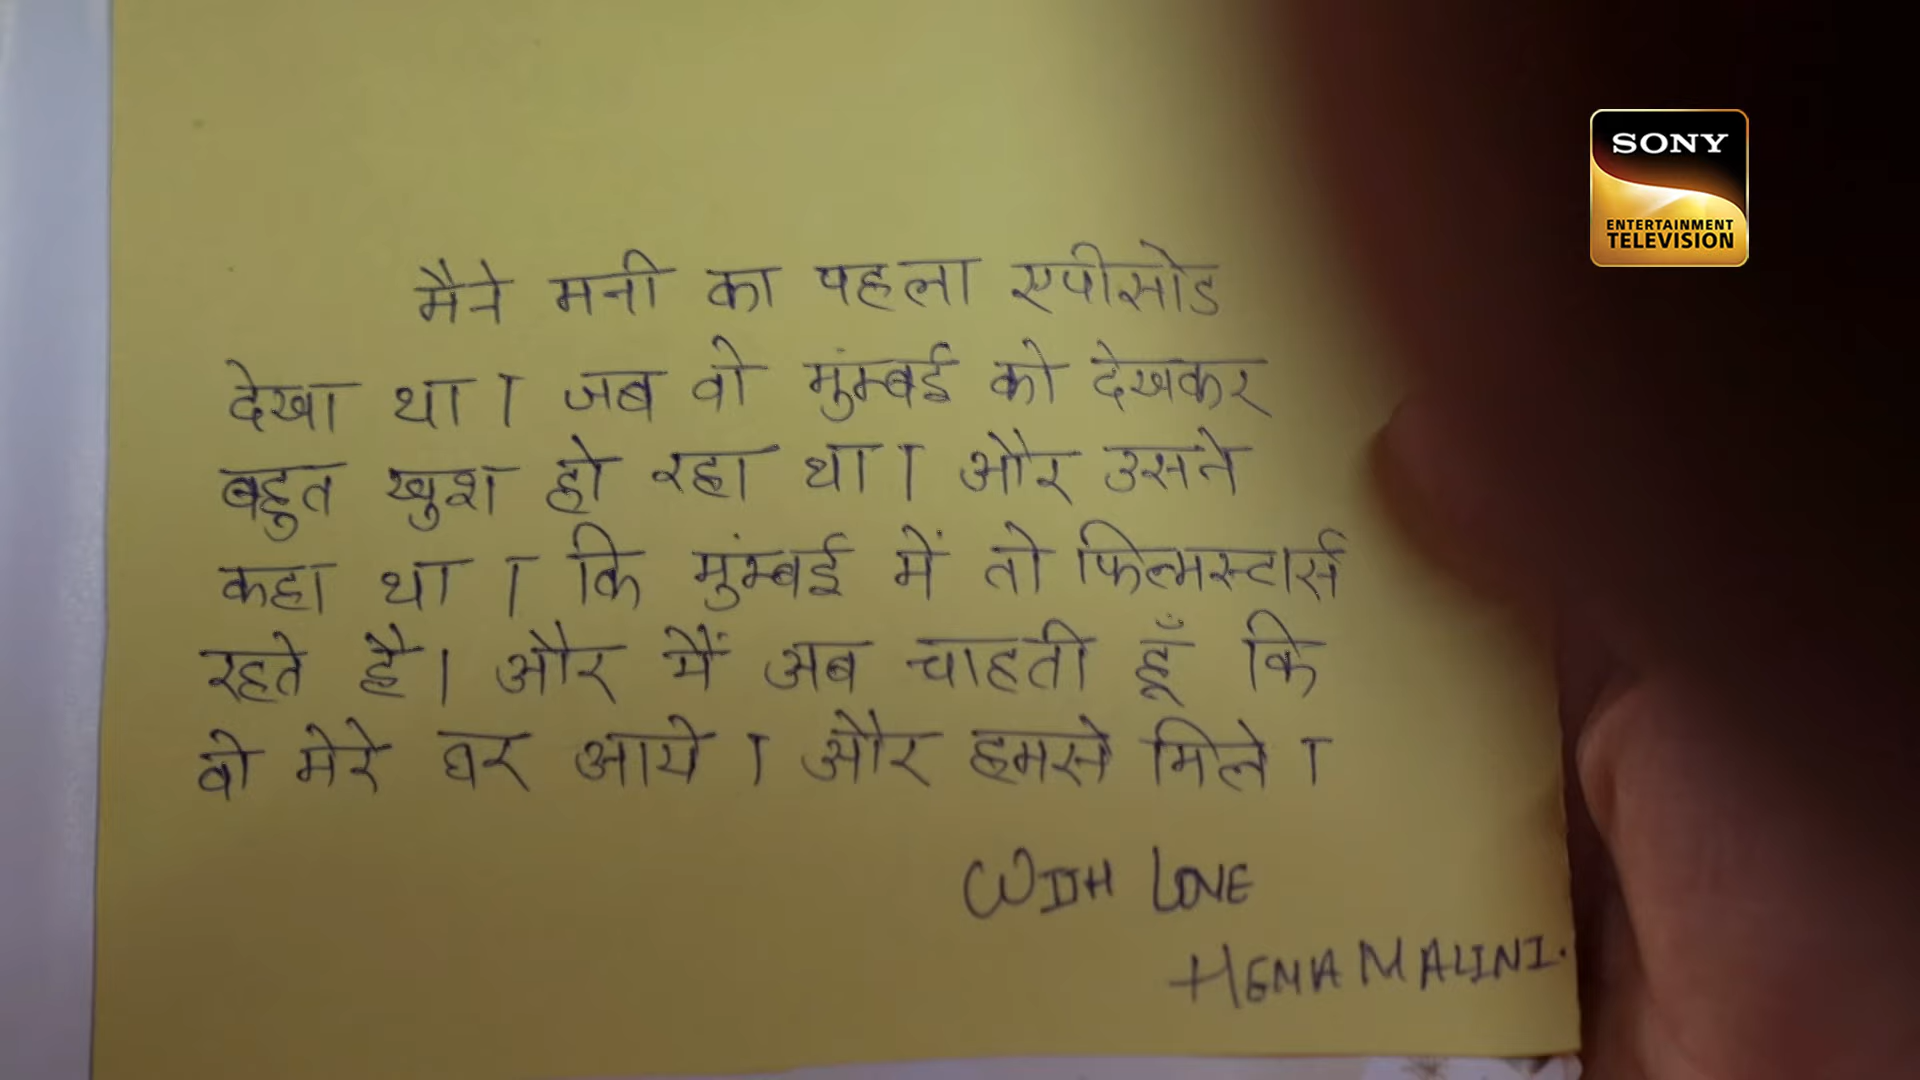 SONY
ENTERTAINMENT
TELEVISION
मैने मनी का पहला एपीसोड
देखा था। जब वो मुंम्बई को देखकर
बहुत खुश हो रहा था। और उसने
कहा था। कि मुंम्बई में तो फिल्मस्टार्स
रहते है। और मैं अब चाहती हूँ कि
वो मेरे घर आये। और हमसे मिले।
WITH LOVE
HEMA MALINI.